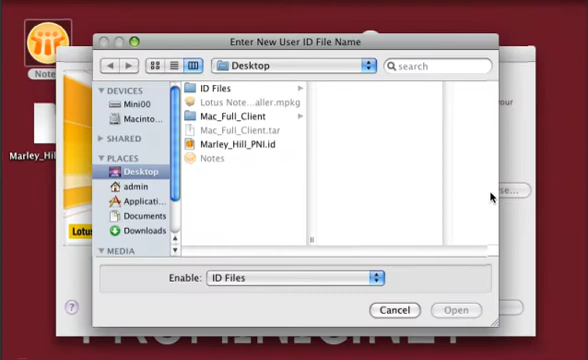 Enter New User ID File Name
Desktop
search
DEVICES
Mini00
Macinto...
SHARED
PLACES
Desktop
admin
Applicati...
Documents
Downloads
MEDIA
ID Files
Lotus Note...aller.mpkg
Mac_Full_Client
Mac_Full_Client.tar
Marley_Hill_PNI.id
Notes
Enable: ID Files
Cancel
Open
Note
Marley_Hi
Lotus
your
se...
?